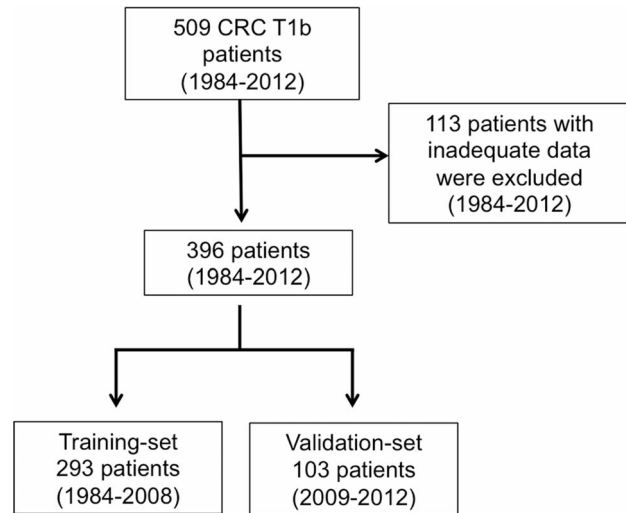 509 CRC T1b
patients
(1984-2012)
113 patients with
inadequate data
were excluded
(1984-2012)
396 patients
(1984-2012)
Training-set
293 patients
(1984-2008)
Validation-set
103 patients
(2009-2012)